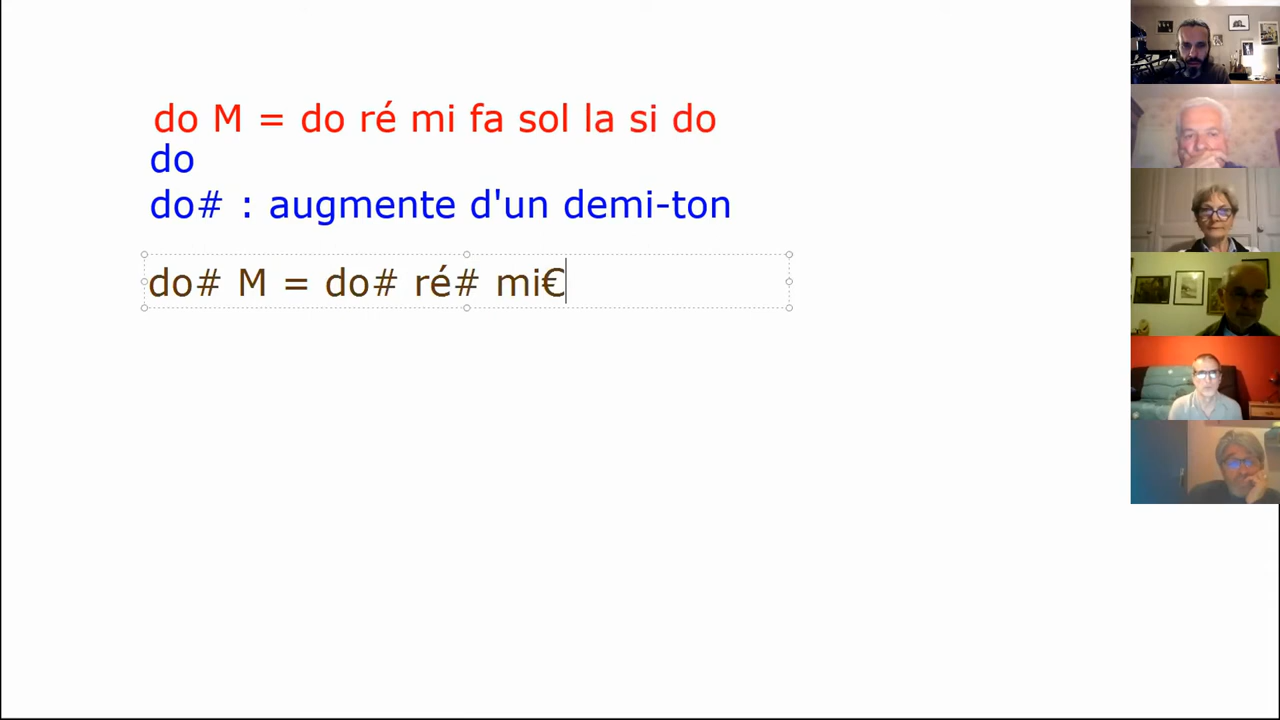 do M = do ré mi fa sol la si do
do
do# : augmente d'un demi-ton
do# M = do# ré# mi€